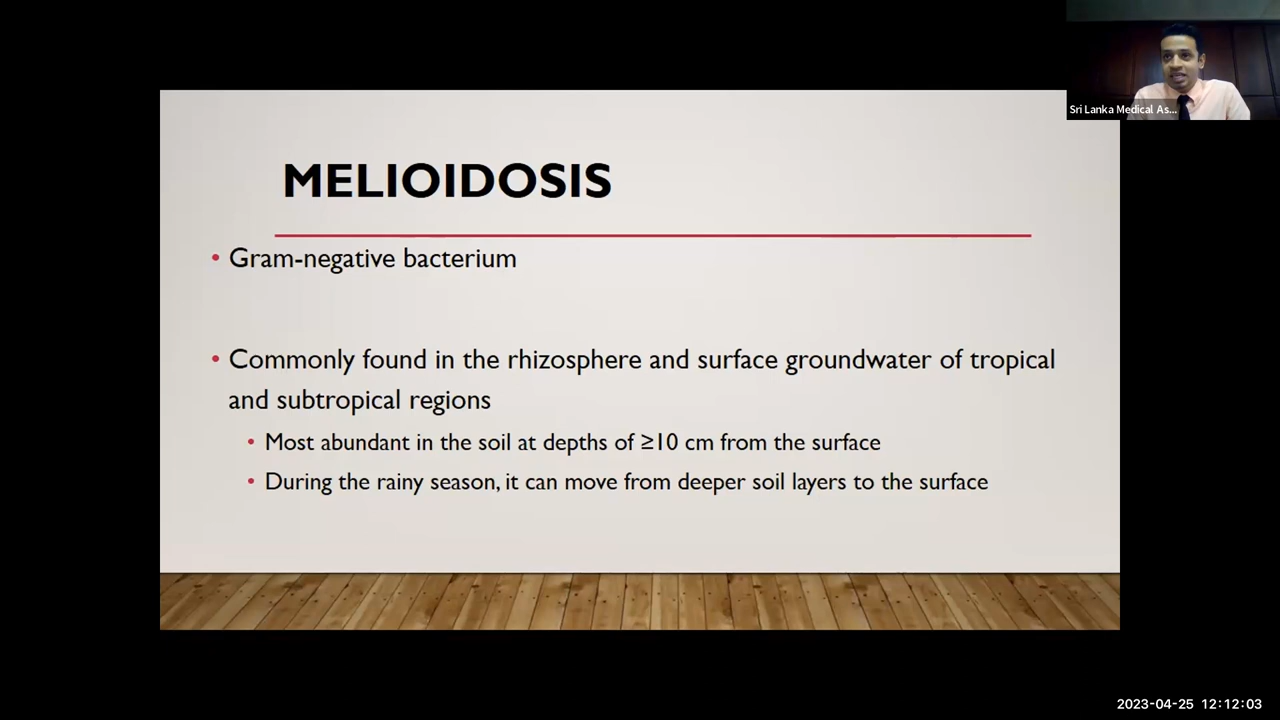 Sri Lanka Medical As...
MELIOIDOSIS
• Gram-negative bacterium
• Commonly found in the rhizosphere and surface groundwater of tropical
and subtropical regions
• Most abundant in the soil at depths of ≥10 cm from the surface
• During the rainy season, it can move from deeper soil layers to the surface
2023-04-25 12:12:03